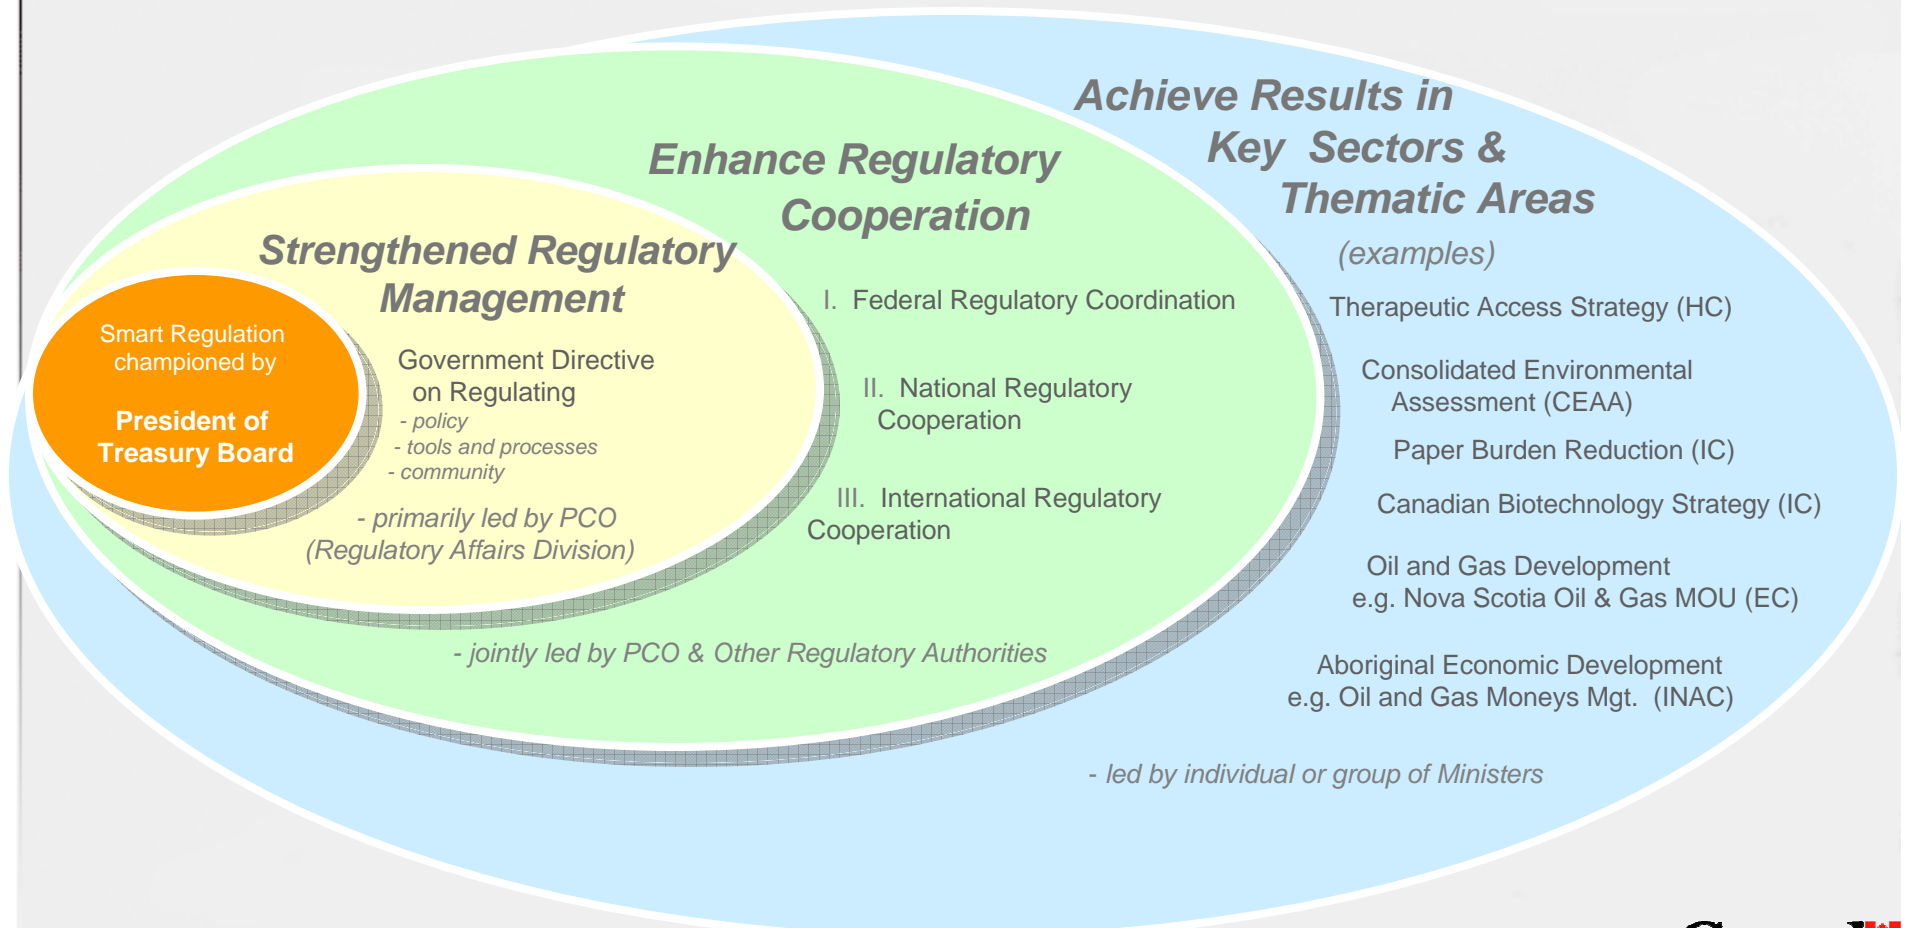 Achieve Results in
Key Sectors &
Thematic Areas
(examples)
Therapeutic Access Strategy (HC)
Consolidated Environmental
Assessment (CEAA)
Paper Burden Reduction (IC)
Canadian Biotechnology Strategy (IC)
Oil and Gas Development
e.g. Nova Scotia Oil & Gas MOU (EC)
Aboriginal Economic Development
e.g. Oil and Gas Moneys Mgt. (INAC)
- led by individual or group of Ministers
Enhance Regulatory
Cooperation
I. Federal Regulatory Coordination
II. National Regulatory
Cooperation
III. International Regulatory
Cooperation
- jointly led by PCO & Other Regulatory Authorities
Strengthened Regulatory
Management
Government Directive
on Regulating
- policy
- tools and processes
- community
- primarily led by PCO
(Regulatory Affairs Division)
Smart Regulation
championed by
President of
Treasury Board